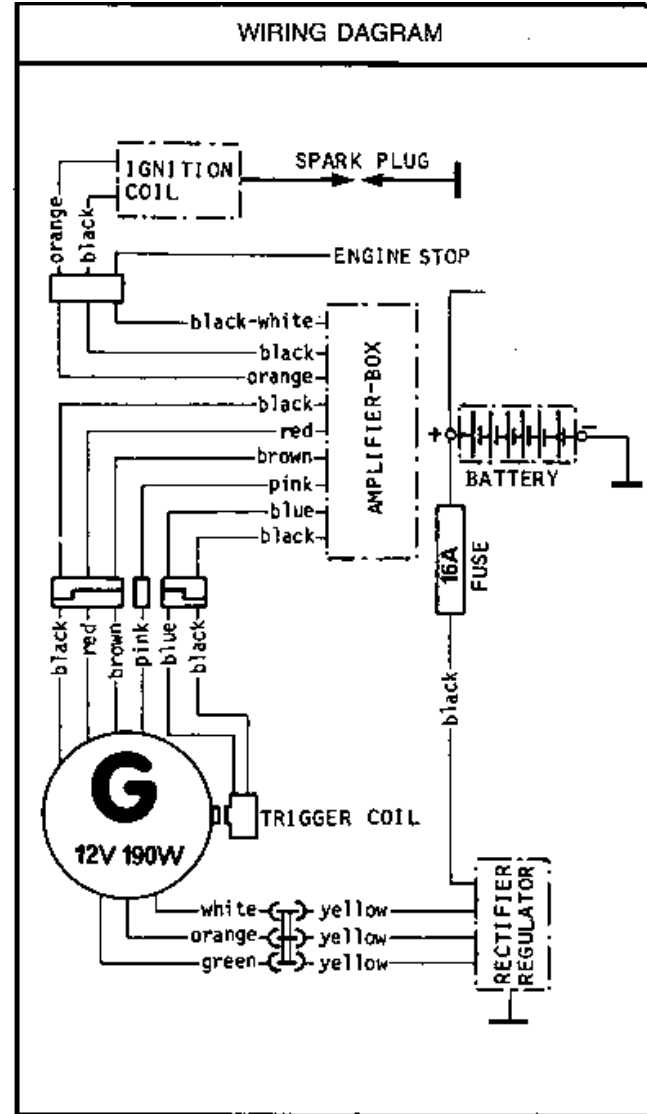 WIRING DAGRAM
IGNITION
COIL
SPARK PLUG
orange
black
ENGINE STOP
black-white
black
orange
black
red
brown
pink
blue
black
AMPLIFIER-BOX
+
-
BATTERY
16A
FUSE
black
red
brown
pink
blue
black
black
G
12V 190W
TRIGGER COIL
white
yellow
orange
yellow
green
yellow
RECTIFIER
REGULATOR